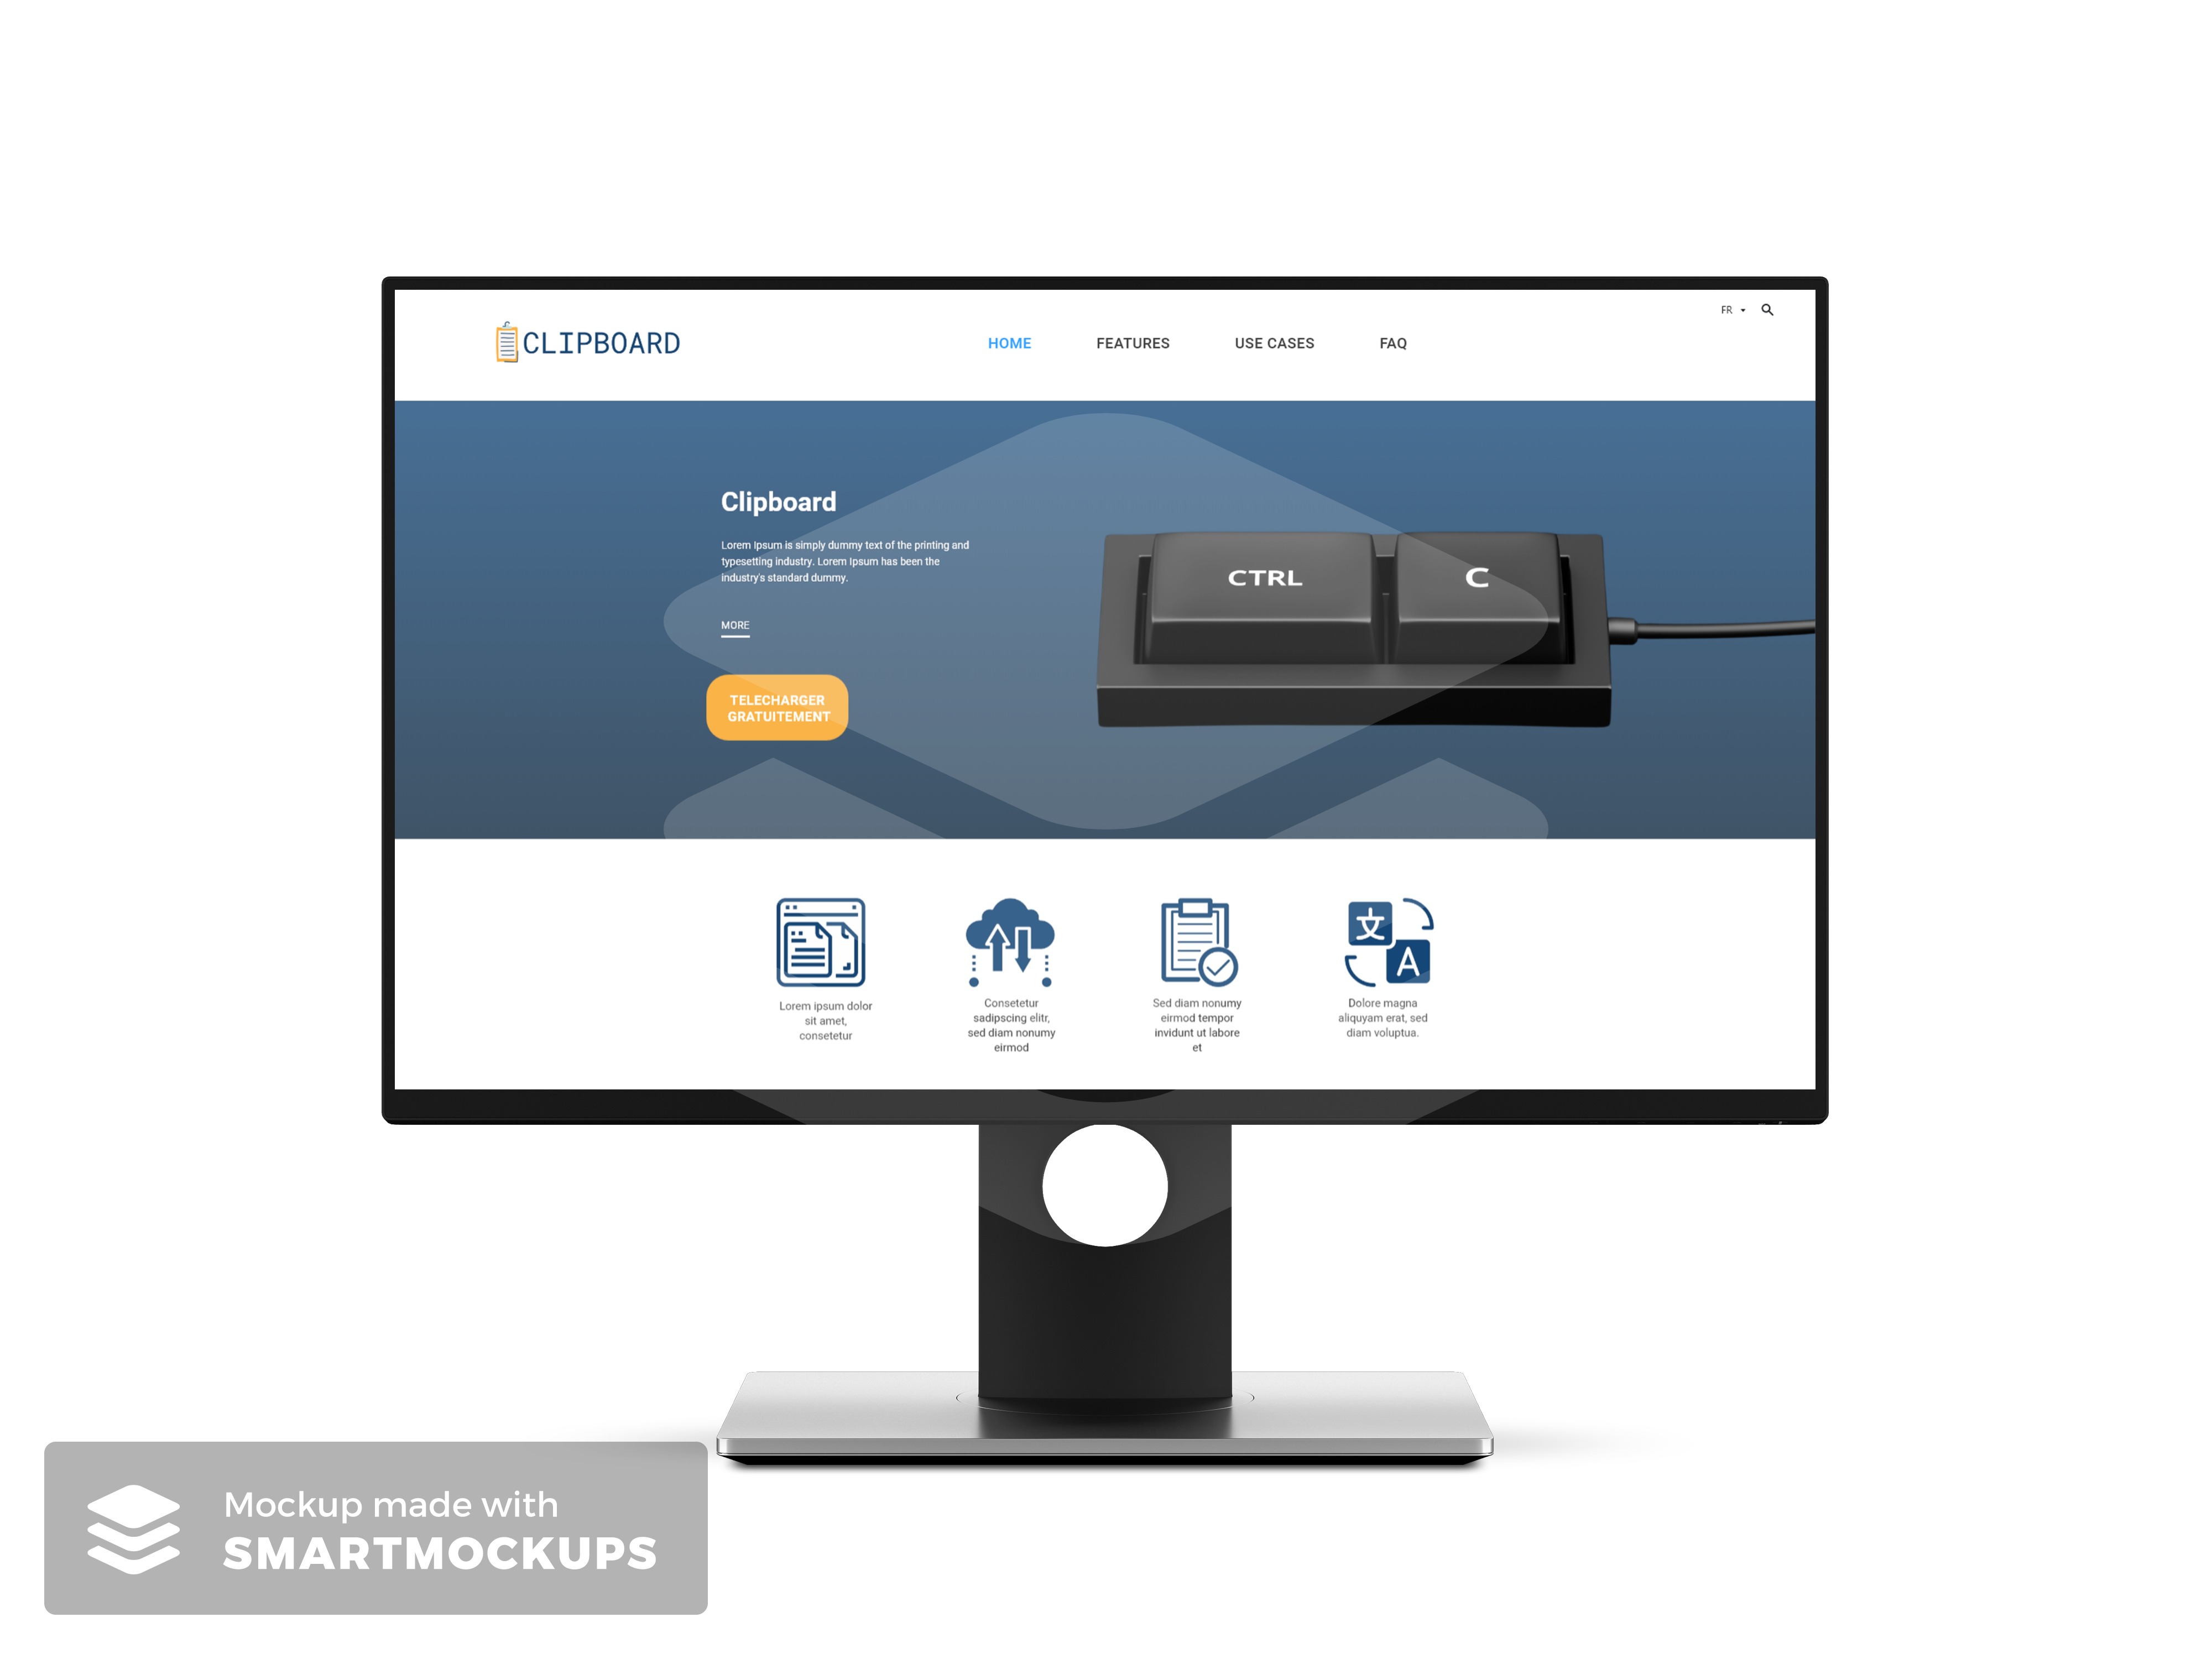 FR
CLIPBOARD
HOME FEATURES USE CASES FAQ
Clipboard
Lorem Ipsum is simply dummy text of the printing and
typesetting industry. Lorem Ipsum has been the
industry's standard dummy.
MORE
TELECHARGER
GRATUITEMENT
CTRL C
文
A
Lorem ipsum dolor
sit amet,
consetetur
Consetetur
sadipscing elitr,
sed diam nonumy
eirmod
Sed diam nonumy
eirmod tempor
invidunt ut labore
et
Dolore magna
aliquyam erat, sed
diam voluptua.
Mockup made with
SMARTMOCKUPS